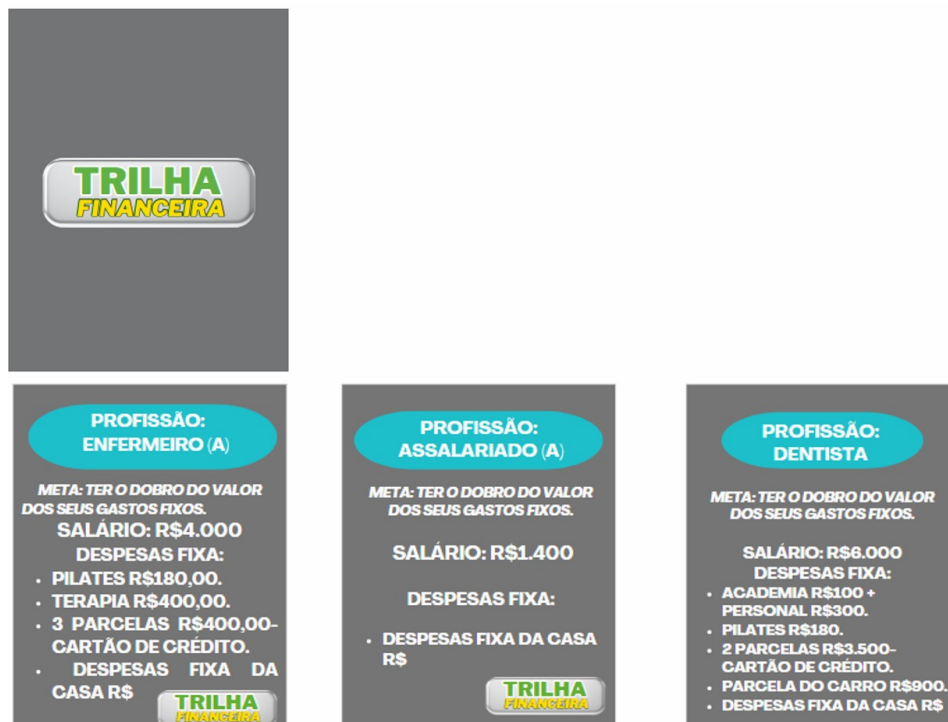 TRILHA
FINANCEIRA
PROFISSÃO:
ENFERMEIRO (A)
META: TER O DOBRO DO VALOR
DOS SEUS GASTOS FIXOS.
SALÁRIO: R$4.000
DESPESAS FIXA:
• PILATES R$180,00.
• TERAPIA R$400,00.
• 3 PARCELAS R$400,00-
CARTÃO DE CRÉDITO.
• DESPESAS FIXA DA
CASA R$
TRILHA
FINANCEIRA
PROFISSÃO:
ASSALARIADO (A)
META: TER O DOBRO DO VALOR
DOS SEUS GASTOS FIXOS.
SALÁRIO: R$1.400
DESPESAS FIXA:
• DESPESAS FIXA DA CASA
R$
TRILHA
FINANCEIRA
PROFISSÃO:
DENTISTA
META: TER O DOBRO DO VALOR
DOS SEUS GASTOS FIXOS.
SALÁRIO: R$6.000
DESPESAS FIXA:
• ACADEMIA R$100 +
PERSONAL R$300.
• PILATES R$180.
• 2 PARCELAS R$3.500-
CARTÃO DE CRÉDITO.
• PARCELA DO CARRO R$900.
• DESPESAS FIXA DA CASA R$